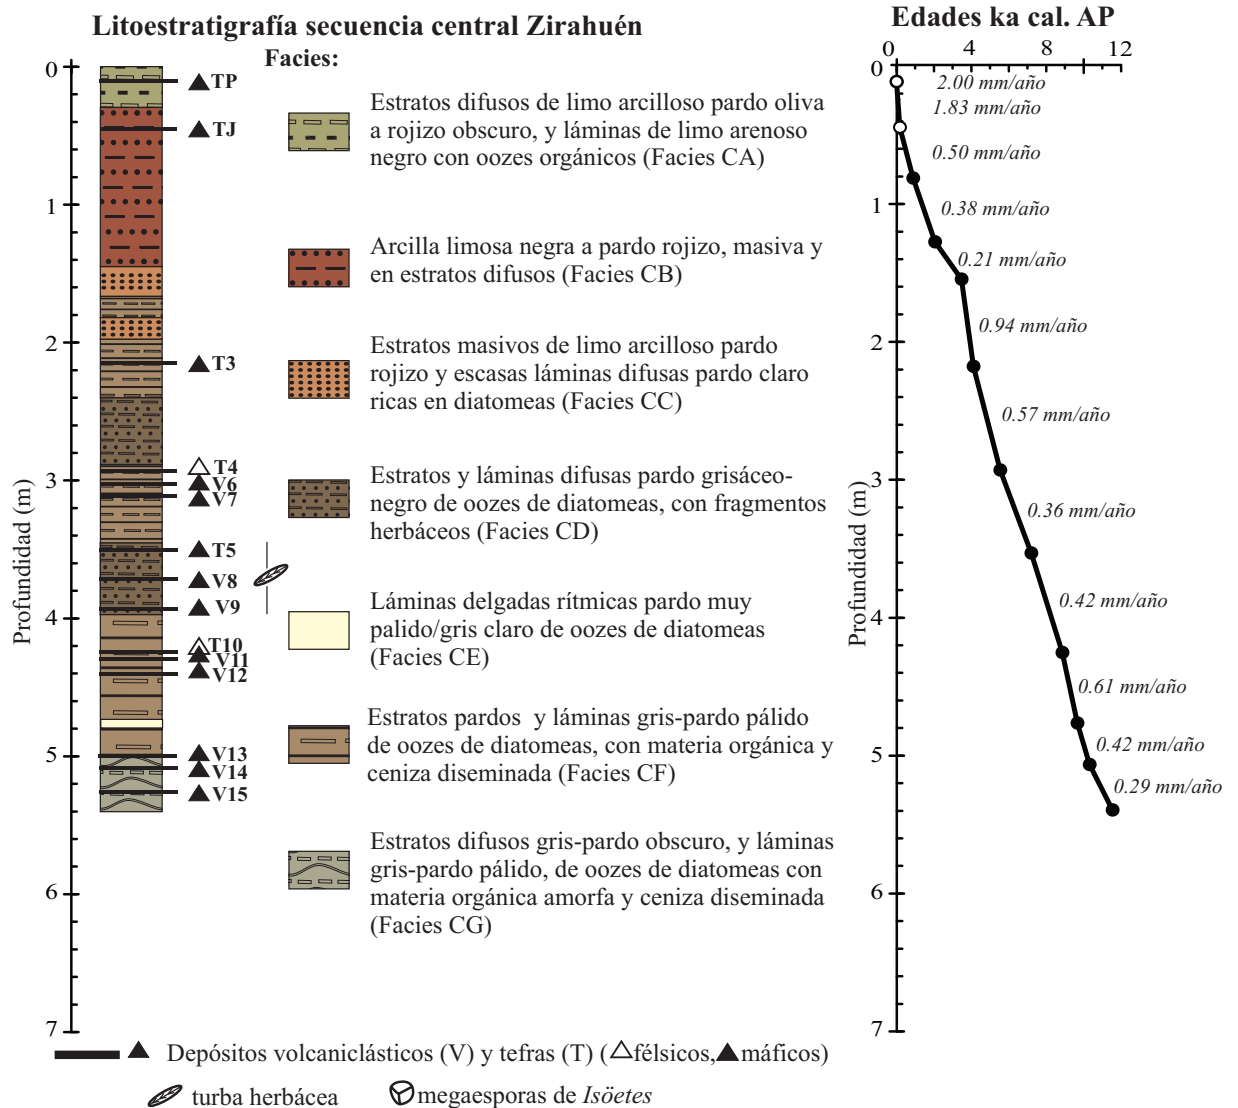 Litoestratigrafía secuencia central Zirahuén
Facies:
Profundidad (m)
0
1
2
3
4
5
6
7
TP
TJ
T3
T4
V6
V7
T5
V8
V9
T10
V11
V12
V13
V14
V15
Estratos difusos de limo arcilloso pardo oliva
a rojizo obscuro, y láminas de limo arenoso
negro con oozes orgánicos (Facies CA)
Arcilla limosa negra a pardo rojizo, masiva y
en estratos difusos (Facies CB)
Estratos masivos de limo arcilloso pardo
rojizo y escasas láminas difusas pardo claro
ricas en diatomeas (Facies CC)
Estratos y láminas difusas pardo grisáceo-
negro de oozes de diatomeas, con fragmentos
herbáceos (Facies CD)
Láminas delgadas rítmicas pardo muy
palido/gris claro de oozes de diatomeas
(Facies CE)
Estratos pardos y láminas gris-pardo pálido
de oozes de diatomeas, con materia orgánica y
ceniza diseminada (Facies CF)
Estratos difusos gris-pardo obscuro, y láminas
gris-pardo pálido, de oozes de diatomeas con
materia orgánica amorfa y ceniza diseminada
(Facies CG)
Edades ka cal. AP
0 4 8 12
Profundidad (m)
0
1
2
3
4
5
6
7
2.00 mm/año
1.83 mm/año
0.50 mm/año
0.38 mm/año
0.21 mm/año
0.94 mm/año
0.57 mm/año
0.36 mm/año
0.42 mm/año
0.61 mm/año
0.42 mm/año
0.29 mm/año
Depósitos volcaniclásticos (V) y tefras (T) (félsicos, máficos)
turba herbácea megaesporas de Isöetes